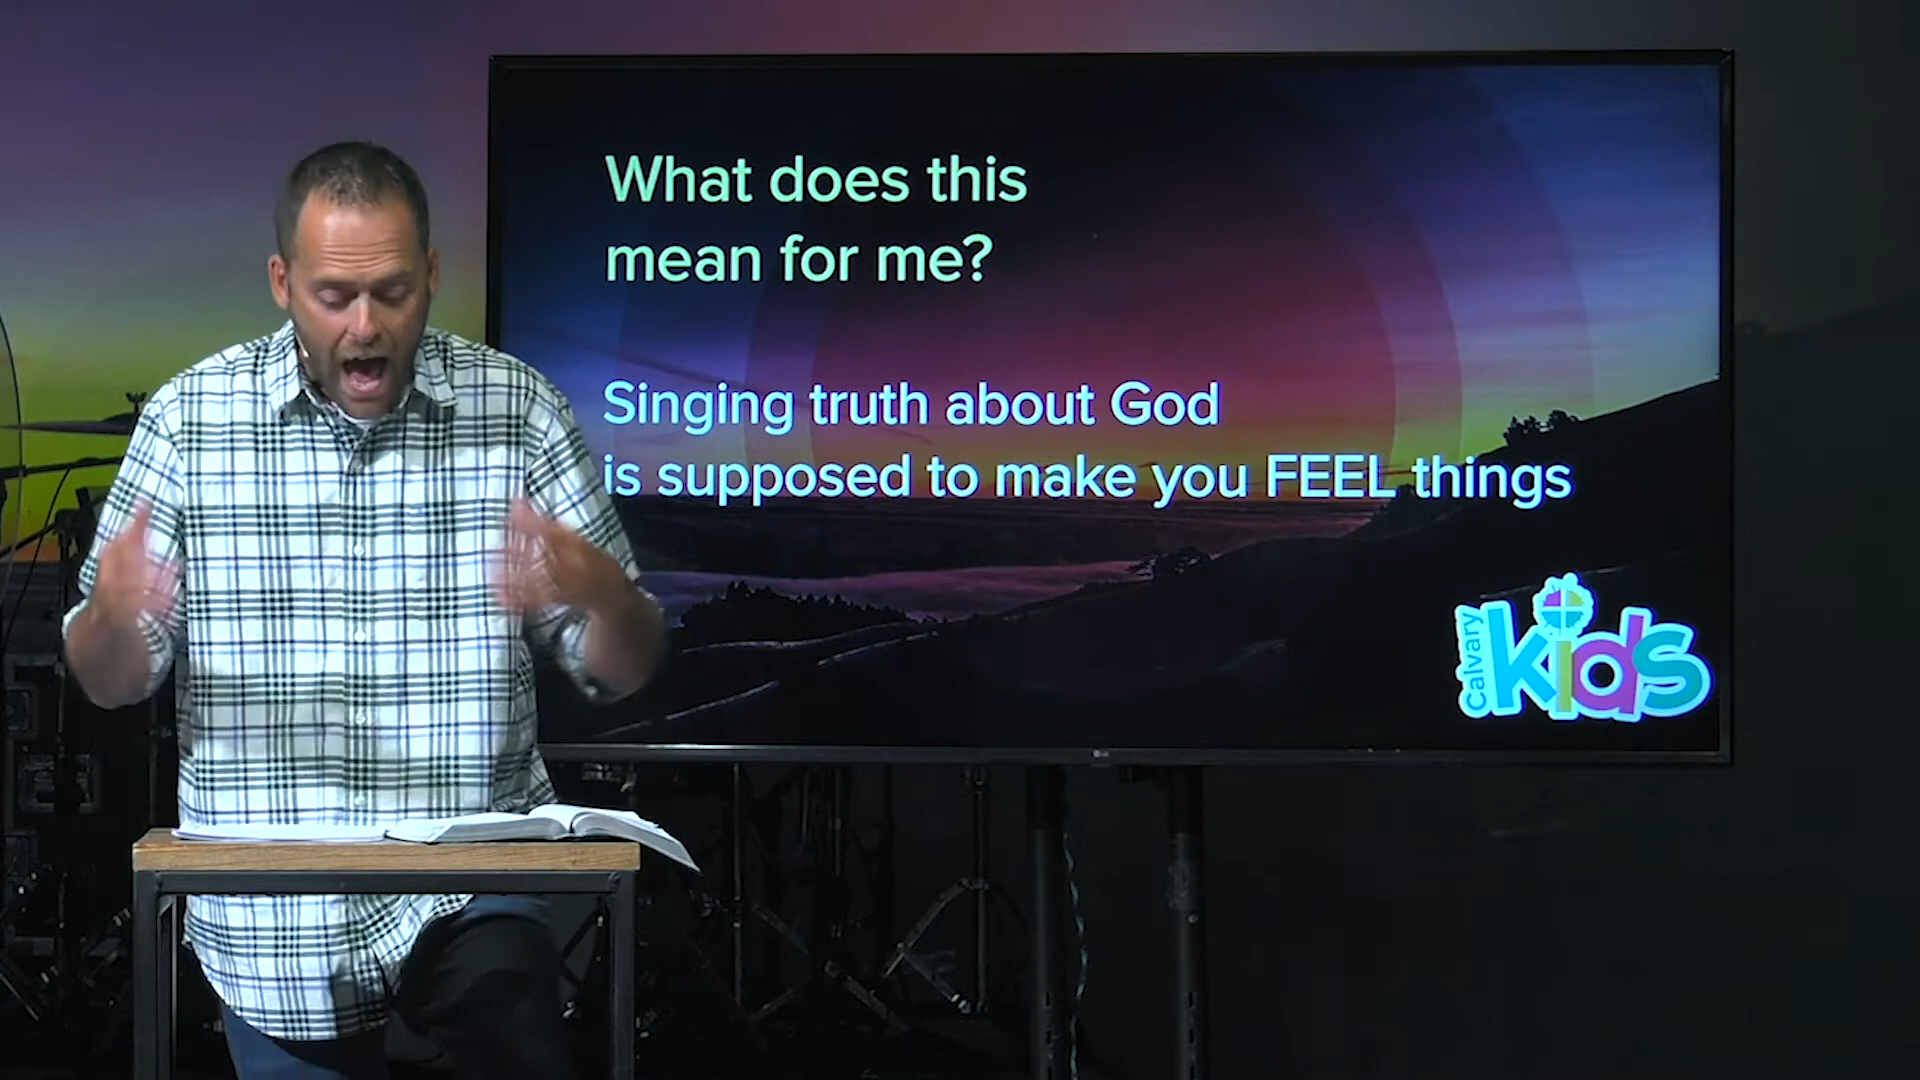 What does this
mean for me?
Singing truth about God
is supposed to make you FEEL things
Calvary
kids